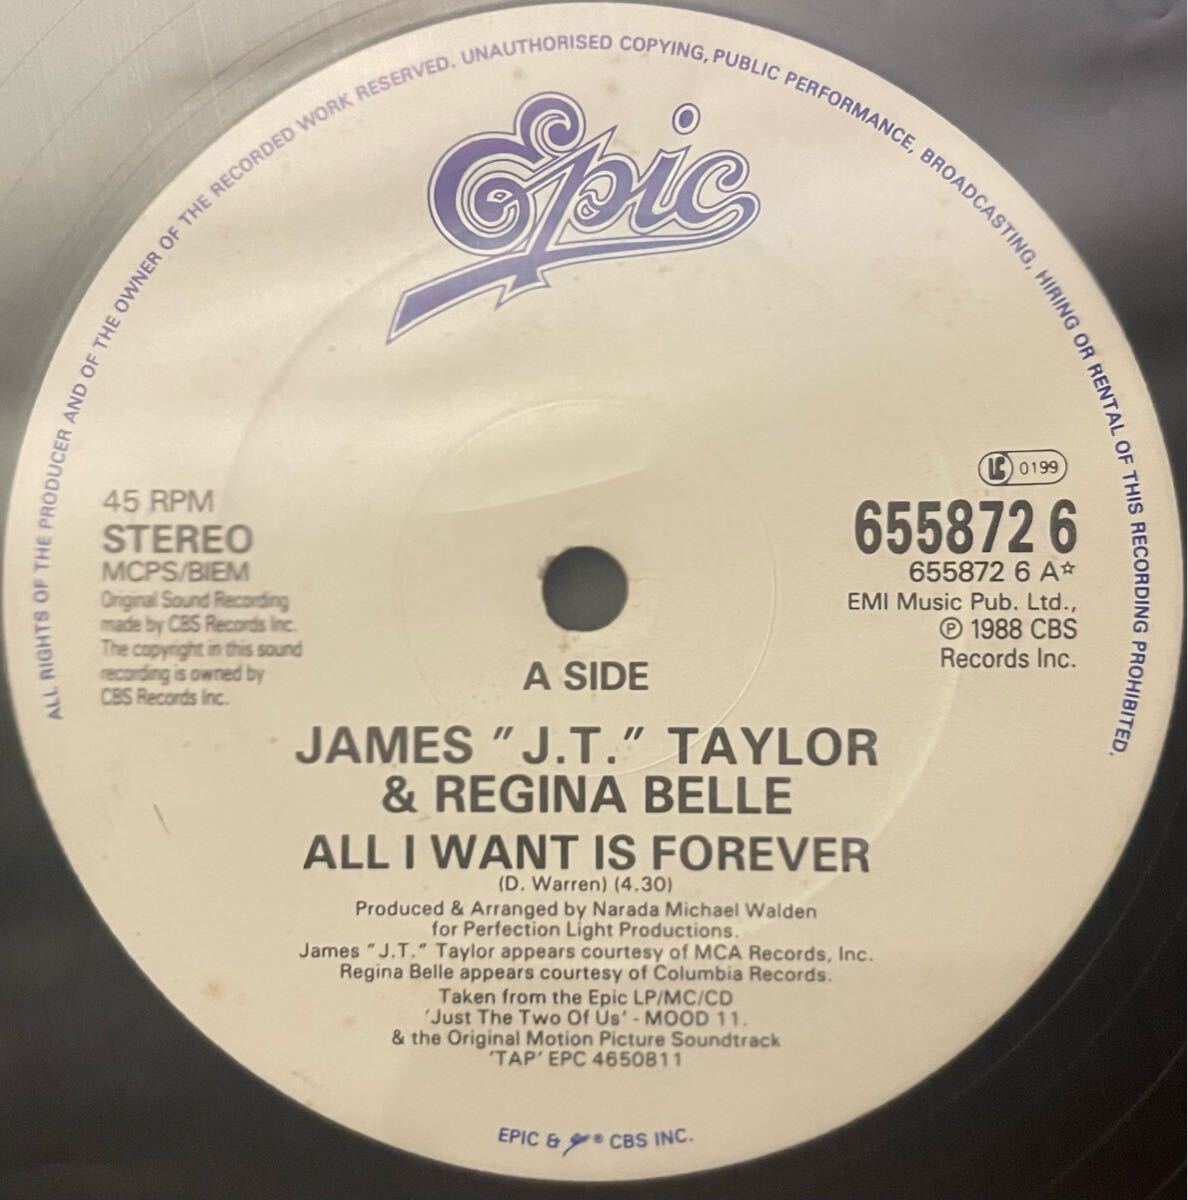 ALL RIGHTS OF THE PRODUCER AND OF THE OWNER OF THE RECORDED WORK RESERVED. UNAUTHORISED COPYING, PUBLIC PERFORMANCE, BROADCASTING, HIRING OR RENTAL OF THIS RECORDING PROHIBITED.
Epic
45 RPM
STEREO
MCPS/BIEM
Original Sound Recording
made by CBS Records Inc.
The copyright in this sound
recording is owned by
CBS Records Inc.
LC 0199
655872 6
655872 6 A☆
EMI Music Pub. Ltd.,
℗ 1988 CBS
Records Inc.
A SIDE
JAMES "J.T." TAYLOR
& REGINA BELLE
ALL I WANT IS FOREVER
(D. Warren) (4.30)
Produced & Arranged by Narada Michael Walden
for Perfection Light Productions.
James "J.T." Taylor appears courtesy of MCA Records, Inc.
Regina Belle appears courtesy of Columbia Records.
Taken from the Epic LP/MC/CD
'Just The Two Of Us' - MOOD 11.
& the Original Motion Picture Soundtrack
'TAP' EPC 4650811
EPIC & Epic ® CBS INC.